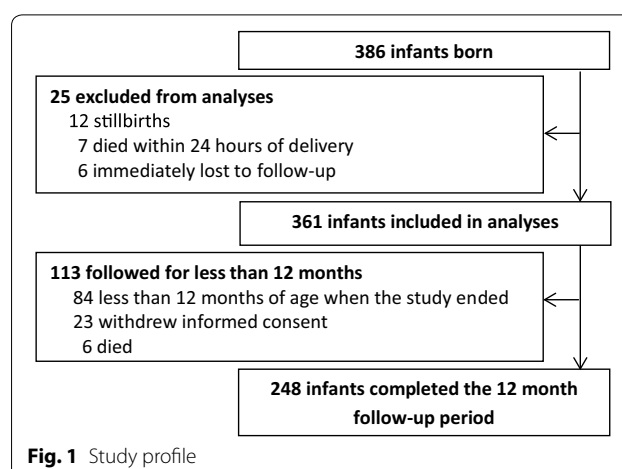 386 infants born
25 excluded from analyses
12 stillbirths
7 died within 24 hours of delivery
6 immediately lost to follow-up
361 infants included in analyses
113 followed for less than 12 months
84 less than 12 months of age when the study ended
23 withdrew informed consent
6 died
248 infants completed the 12 month
follow-up period
Fig. 1 Study profile